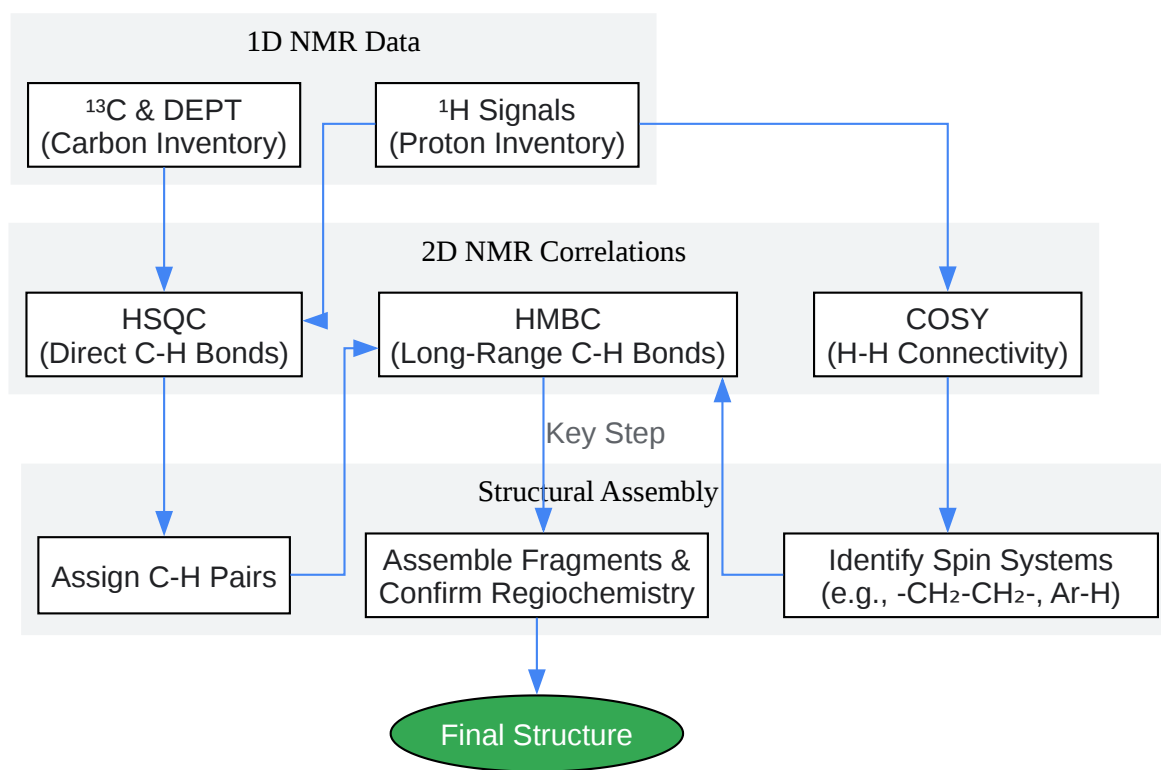 1D NMR Data
¹³C & DEPT
(Carbon Inventory)
¹H Signals
(Proton Inventory)
2D NMR Correlations
HSQC
(Direct C-H Bonds)
HMBC
(Long-Range C-H Bonds)
COSY
(H-H Connectivity)
Key Step
Structural Assembly
Assign C-H Pairs
Assemble Fragments &
Confirm Regiochemistry
Identify Spin Systems
(e.g., -CH₂-CH₂-, Ar-H)
Final Structure